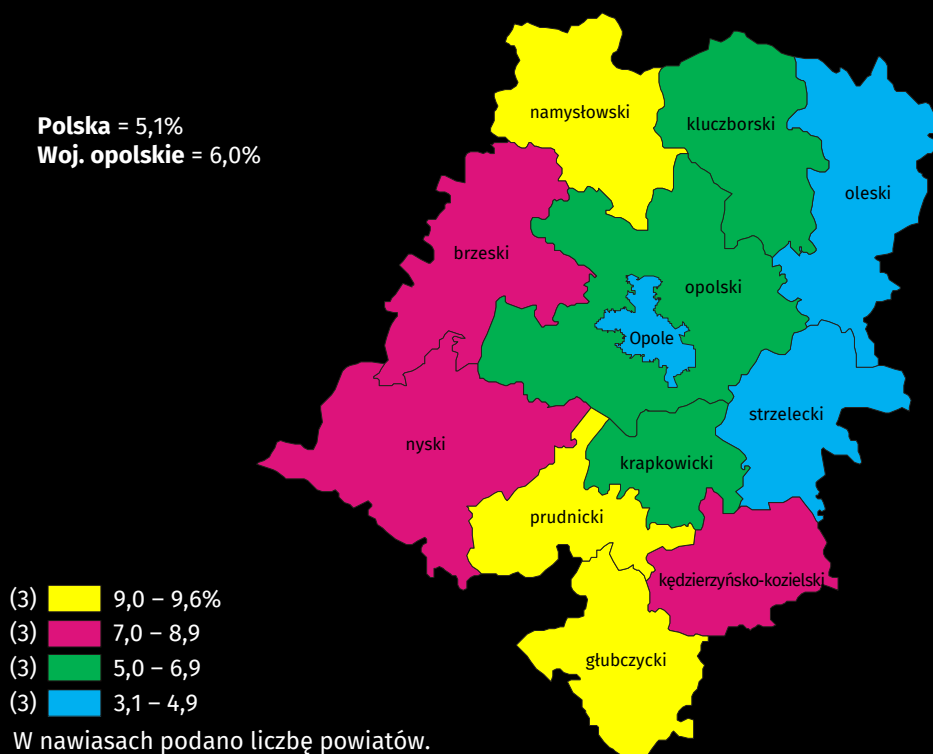 Polska = 5,1%
Woj. opolskie = 6,0%
namysłowski
kluczborski
oleski
brzeski
opolski
Opole
strzelecki
nyski
krapkowicki
prudnicki
kędzierzyńsko-kozielski
głubczycki
(3) 9,0 – 9,6%
(3) 7,0 – 8,9
(3) 5,0 – 6,9
(3) 3,1 – 4,9
W nawiasach podano liczbę powiatów.